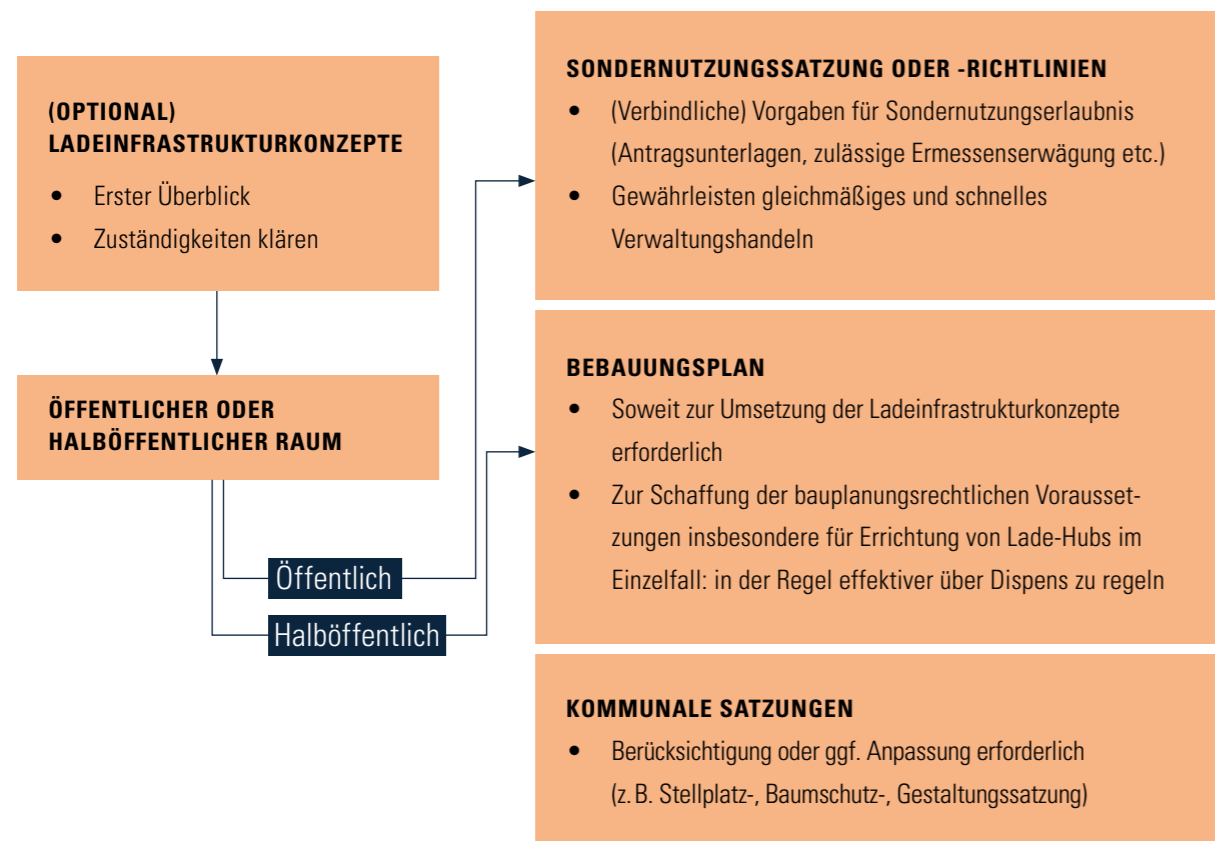 (OPTIONAL)
LADEINFRASTRUKTURKONZEPTE
• Erster Überblick
• Zuständigkeiten klären
ÖFFENTLICHER ODER
HALBÖFFENTLICHER RAUM
Öffentlich
Halböffentlich
SONDERNUTZUNGSSATZUNG ODER -RICHTLINIEN
• (Verbindliche) Vorgaben für Sondernutzungserlaubnis
(Antragsunterlagen, zulässige Ermessenserwägung etc.)
• Gewährleisten gleichmäßiges und schnelles
Verwaltungshandeln
BEBAUUNGSPLAN
• Soweit zur Umsetzung der Ladeinfrastrukturkonzepte
erforderlich
• Zur Schaffung der bauplanungsrechtlichen Vorausset-
zungen insbesondere für Errichtung von Lade-Hubs im
Einzelfall: in der Regel effektiver über Dispens zu regeln
KOMMUNALE SATZUNGEN
• Berücksichtigung oder ggf. Anpassung erforderlich
(z. B. Stellplatz-, Baumschutz-, Gestaltungssatzung)